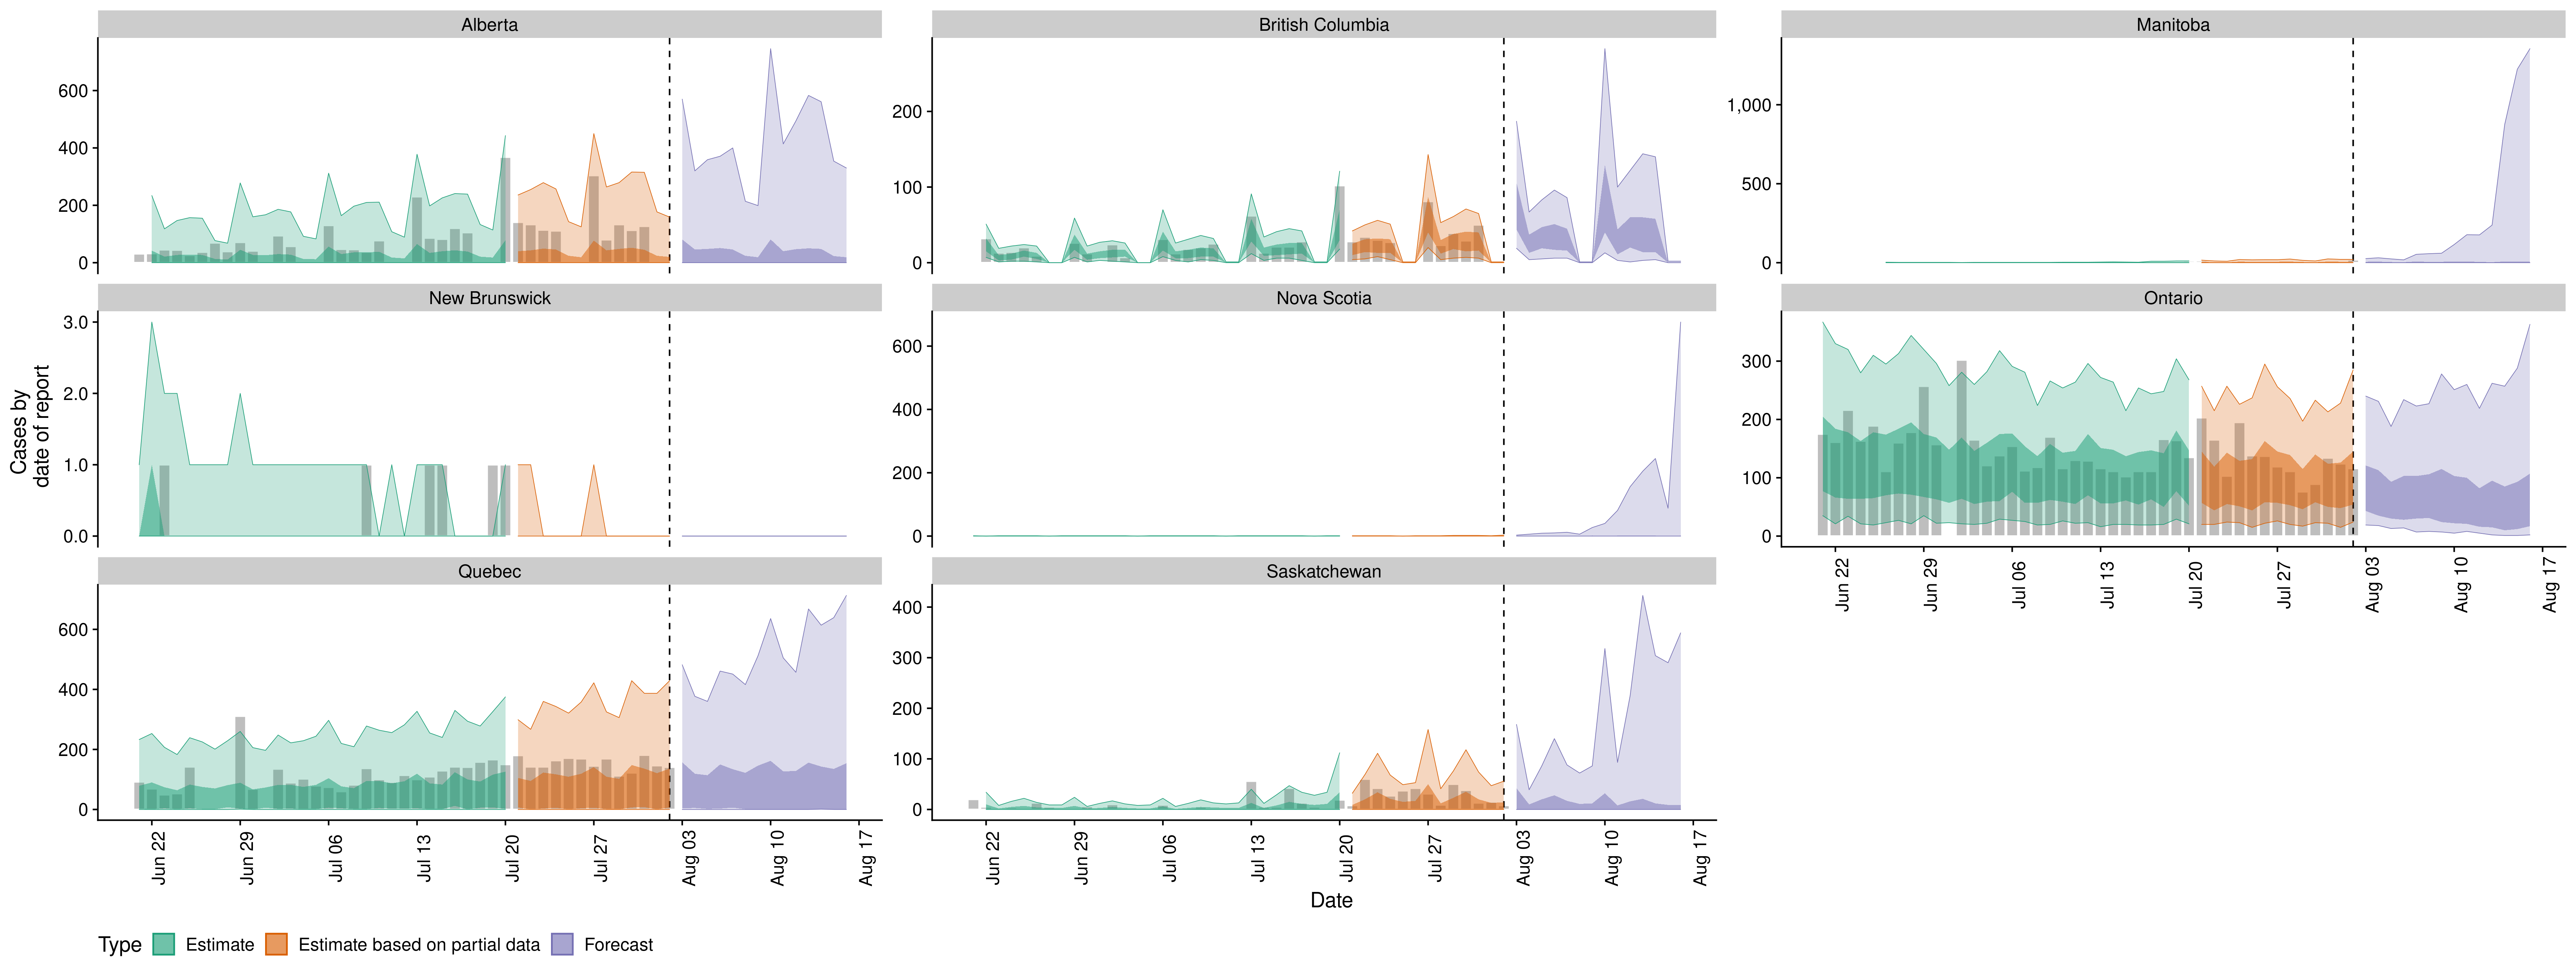 Alberta
British Columbia
Manitoba
600
400
200
0
200
100
0
1,000
500
0
New Brunswick
Nova Scotia
Ontario
3.0
2.0
1.0
0.0
600
400
200
0
300
200
100
0
Jun 22
Jun 29
Jul 06
Jul 13
Jul 20
Jul 27
Aug 03
Aug 10
Aug 17
Cases by
date of report
Quebec
Saskatchewan
600
400
200
0
400
300
200
100
0
Jun 22
Jun 29
Jul 06
Jul 13
Jul 20
Jul 27
Aug 03
Aug 10
Aug 17
Jun 22
Jun 29
Jul 06
Jul 13
Jul 20
Jul 27
Aug 03
Aug 10
Aug 17
Date
Type Estimate Estimate based on partial data Forecast